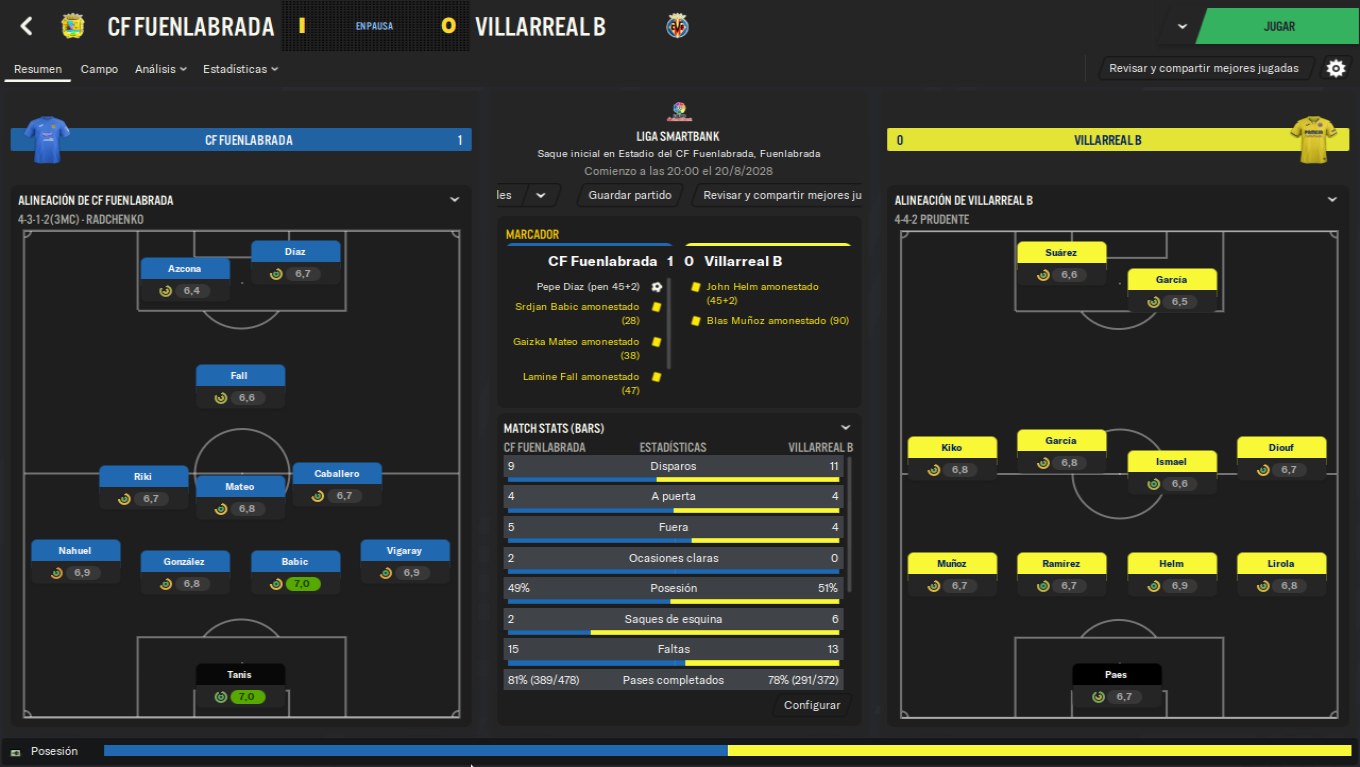 CF FUENLABRADA
1
EN PAUSA
0
VILLARREAL B
JUGAR
Resumen
Campo
Análisis
Estadísticas
Revisar y compartir mejores jugadas
CF FUENLABRADA
1
LIGA SMARTBANK
Saque inicial en Estadio del CF Fuenlabrada, Fuenlabrada
Comienzo a las 20:00 el 20/8/2028
les
Guardar partido
Revisar y compartir mejores ju
0
VILLARREAL B
ALINEACIÓN DE CF FUENLABRADA
4-3-1-2(3MC) - RADCHENKO
Díaz
6,7
Azcona
6,4
Fall
6,6
Riki
6,7
Mateo
6,8
Caballero
6,7
Nahuel
6,9
González
6,8
Babic
7,0
Vigaray
6,9
Tanis
7,0
MARCADOR
CF Fuenlabrada 1 0 Villarreal B
Pepe Díaz (pen 45+2)
Srdjan Babic amonestado
(28)
Gaizka Mateo amonestado
(38)
Lamine Fall amonestado
(47)
John Helm amonestado
(45+2)
Blas Muñoz amonestado (90)
MATCH STATS (BARS)
CF FUENLABRADA ESTADÍSTICAS VILLARREAL B
9 Disparos 11
4 A puerta 4
5 Fuera 4
2 Ocasiones claras 0
49% Posesión 51%
2 Saques de esquina 6
15 Faltas 13
81% (389/478) Pases completados 78% (291/372)
Configurar
ALINEACIÓN DE VILLARREAL B
4-4-2 PRUDENTE
Suárez
6,6
García
6,5
Kiko
6,8
García
6,8
Ismael
6,6
Diouf
6,7
Muñoz
6,7
Ramírez
6,7
Helm
6,9
Lirola
6,8
Paes
6,7
Posesión